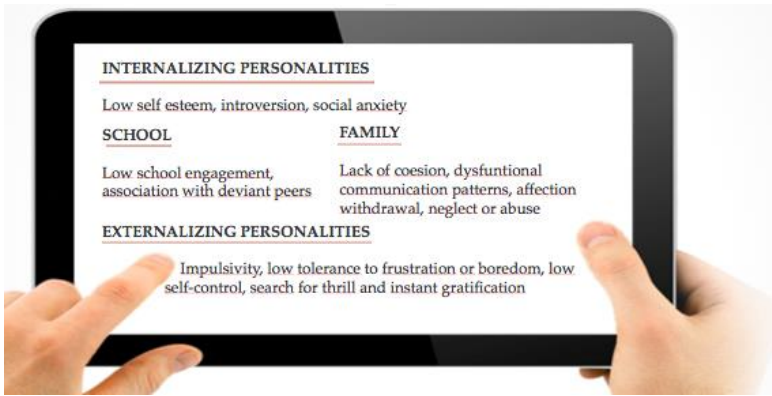 INTERNALIZING PERSONALITIES
Low self esteem, introversion, social anxiety
SCHOOL
Low school engagement,
association with deviant peers
FAMILY
Lack of coesion, dysfuntional
communication patterns, affection
withdrawal, neglect or abuse
EXTERNALIZING PERSONALITIES
Impulsivity, low tolerance to frustration or boredom, low
self-control, search for thrill and instant gratification